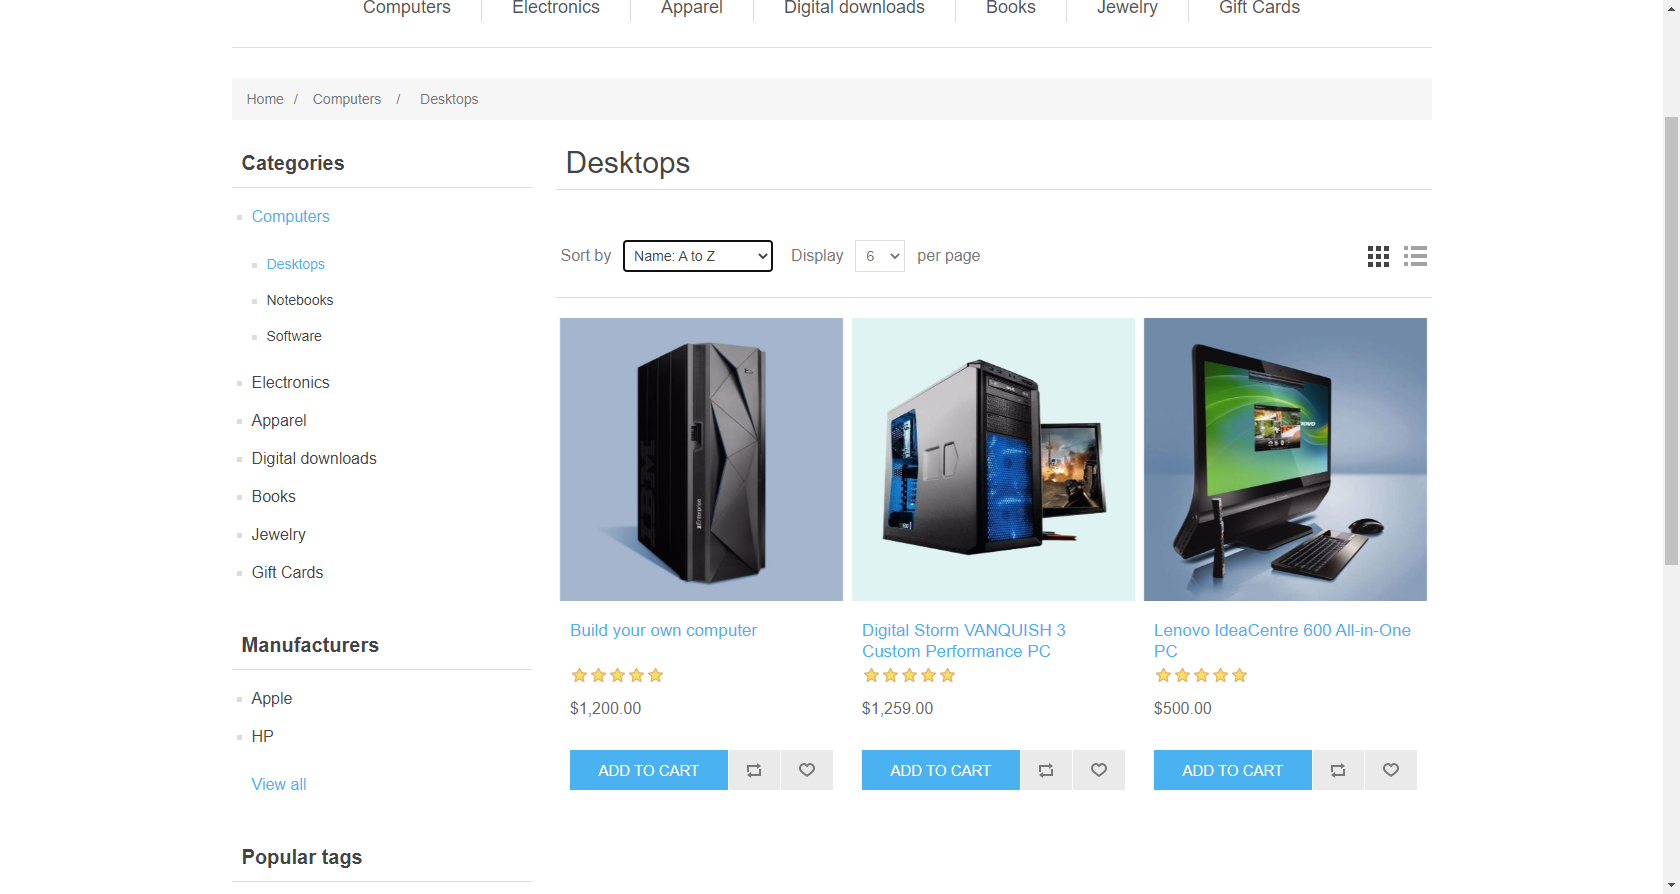 Computers
Electronics
Apparel
Digital downloads
Books
Jewelry
Gift Cards
Home / Computers / Desktops
Categories
Computers
Desktops
Notebooks
Software
Electronics
Apparel
Digital downloads
Books
Jewelry
Gift Cards
Manufacturers
Apple
HP
View all
Popular tags
Desktops
Sort by Name: A to Z Display 6 per page
IBM
zEnterprise
Build your own computer
$1,200.00
ADD TO CART
Digital Storm VANQUISH 3
Custom Performance PC
$1,259.00
ADD TO CART
Lenovo IdeaCentre 600 All-in-One
PC
$500.00
ADD TO CART